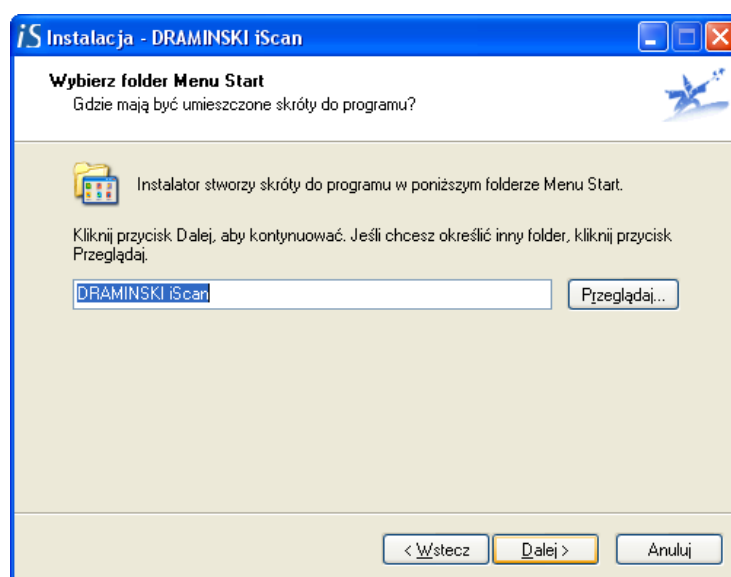 iS Instalacja - DRAMINSKI iScan
Wybierz folder Menu Start
Gdzie mają być umieszczone skróty do programu?
Instalator stworzy skróty do programu w poniższym folderze Menu Start.
Kliknij przycisk Dalej, aby kontynuować. Jeśli chcesz określić inny folder, kliknij przycisk
Przeglądaj.
DRAMINSKI iScan
Przeglądaj...
< Wstecz
Dalej >
Anuluj